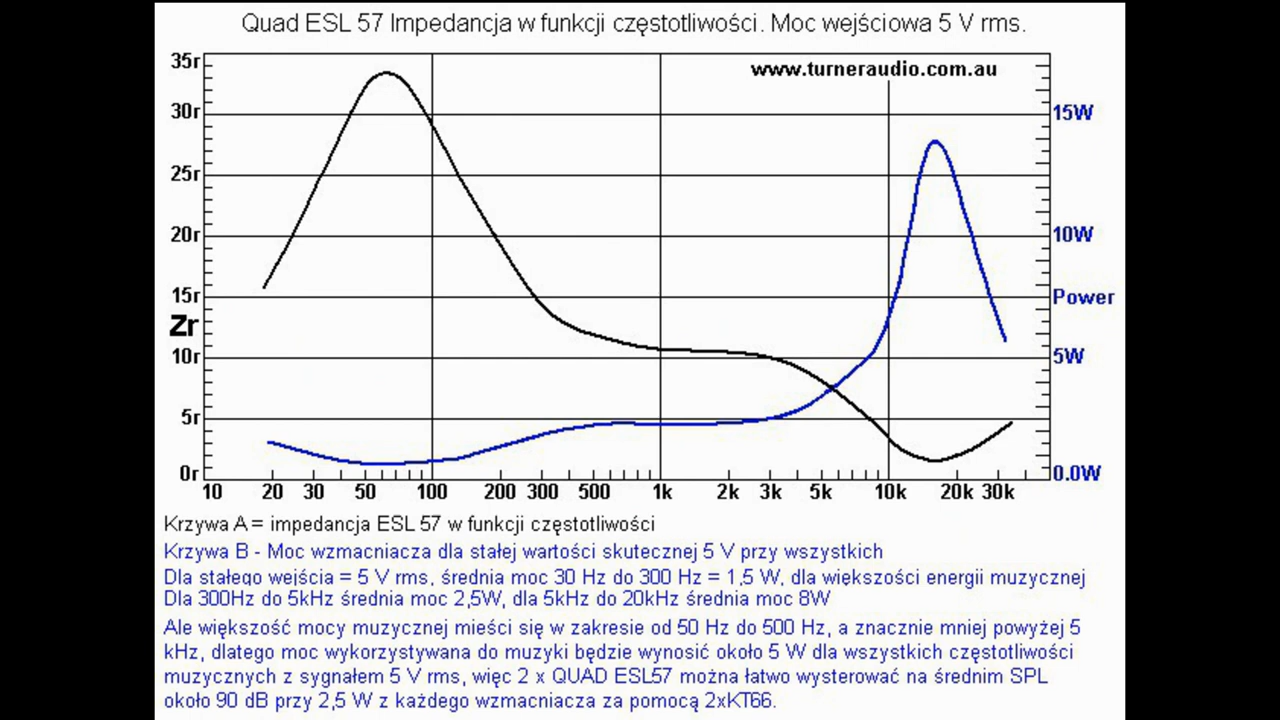 Quad ESL 57 Impedancja w funkcji częstotliwości. Moc wejściowa 5 V rms.
www.turneraudio.com.au
35r
30r
25r
20r
15r
Zr
10r
5r
0r
15W
10W
Power
5W
0.0W
10 20 30 50 100 200 300 500 1k 2k 3k 5k 10k 20k 30k
Krzywa A = impedancja ESL 57 w funkcji częstotliwości
Krzywa B - Moc wzmacniacza dla stałej wartości skutecznej 5 V przy wszystkich
Dla stałego wejścia = 5 V rms, średnia moc 30 Hz do 300 Hz = 1,5 W, dla większości energii muzycznej
Dla 300Hz do 5kHz średnia moc 2,5W, dla 5kHz do 20kHz średnia moc 8W
Ale większość mocy muzycznej mieści się w zakresie od 50 Hz do 500 Hz, a znacznie mniej powyżej 5
kHz, dlatego moc wykorzystywana do muzyki będzie wynosić około 5 W dla wszystkich częstotliwości
muzycznych z sygnałem 5 V rms, więc 2 x QUAD ESL57 można łatwo wysterować na średnim SPL
około 90 dB przy 2,5 W z każdego wzmacniacza za pomocą 2xKT66.